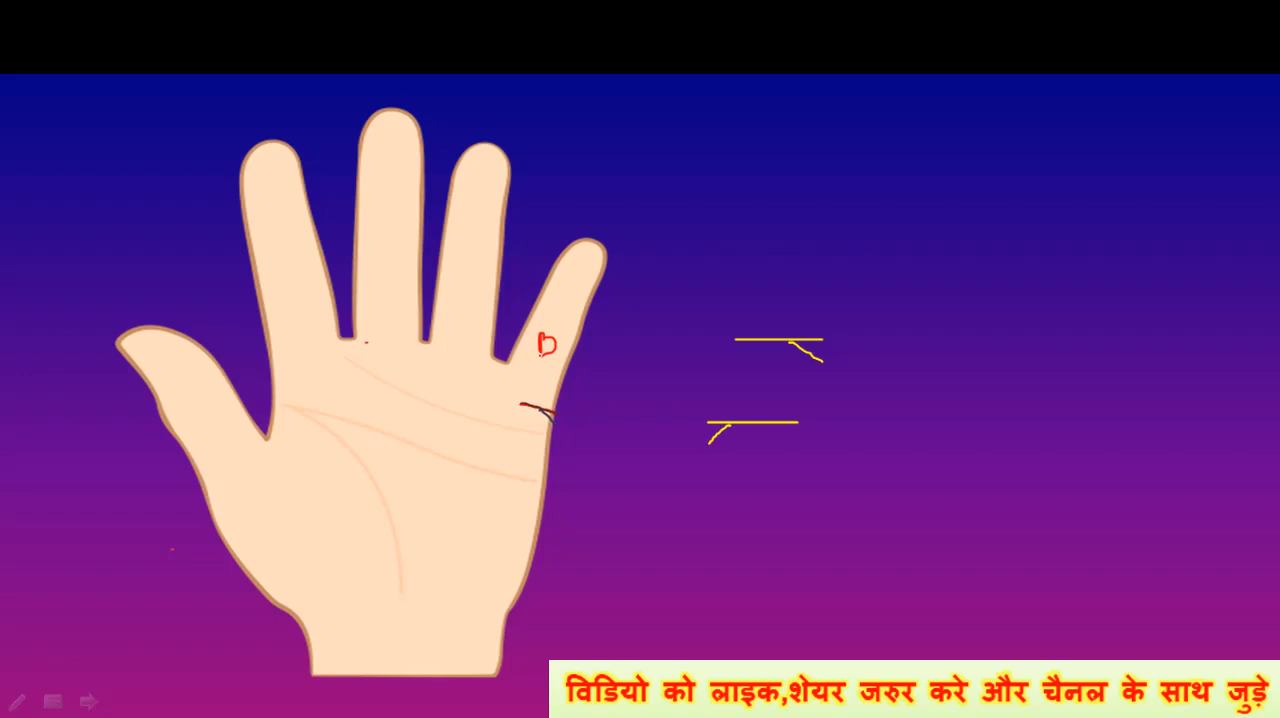 विडियो को लाइक,शेयर जरुर करे और चैनल के साथ जुड़े